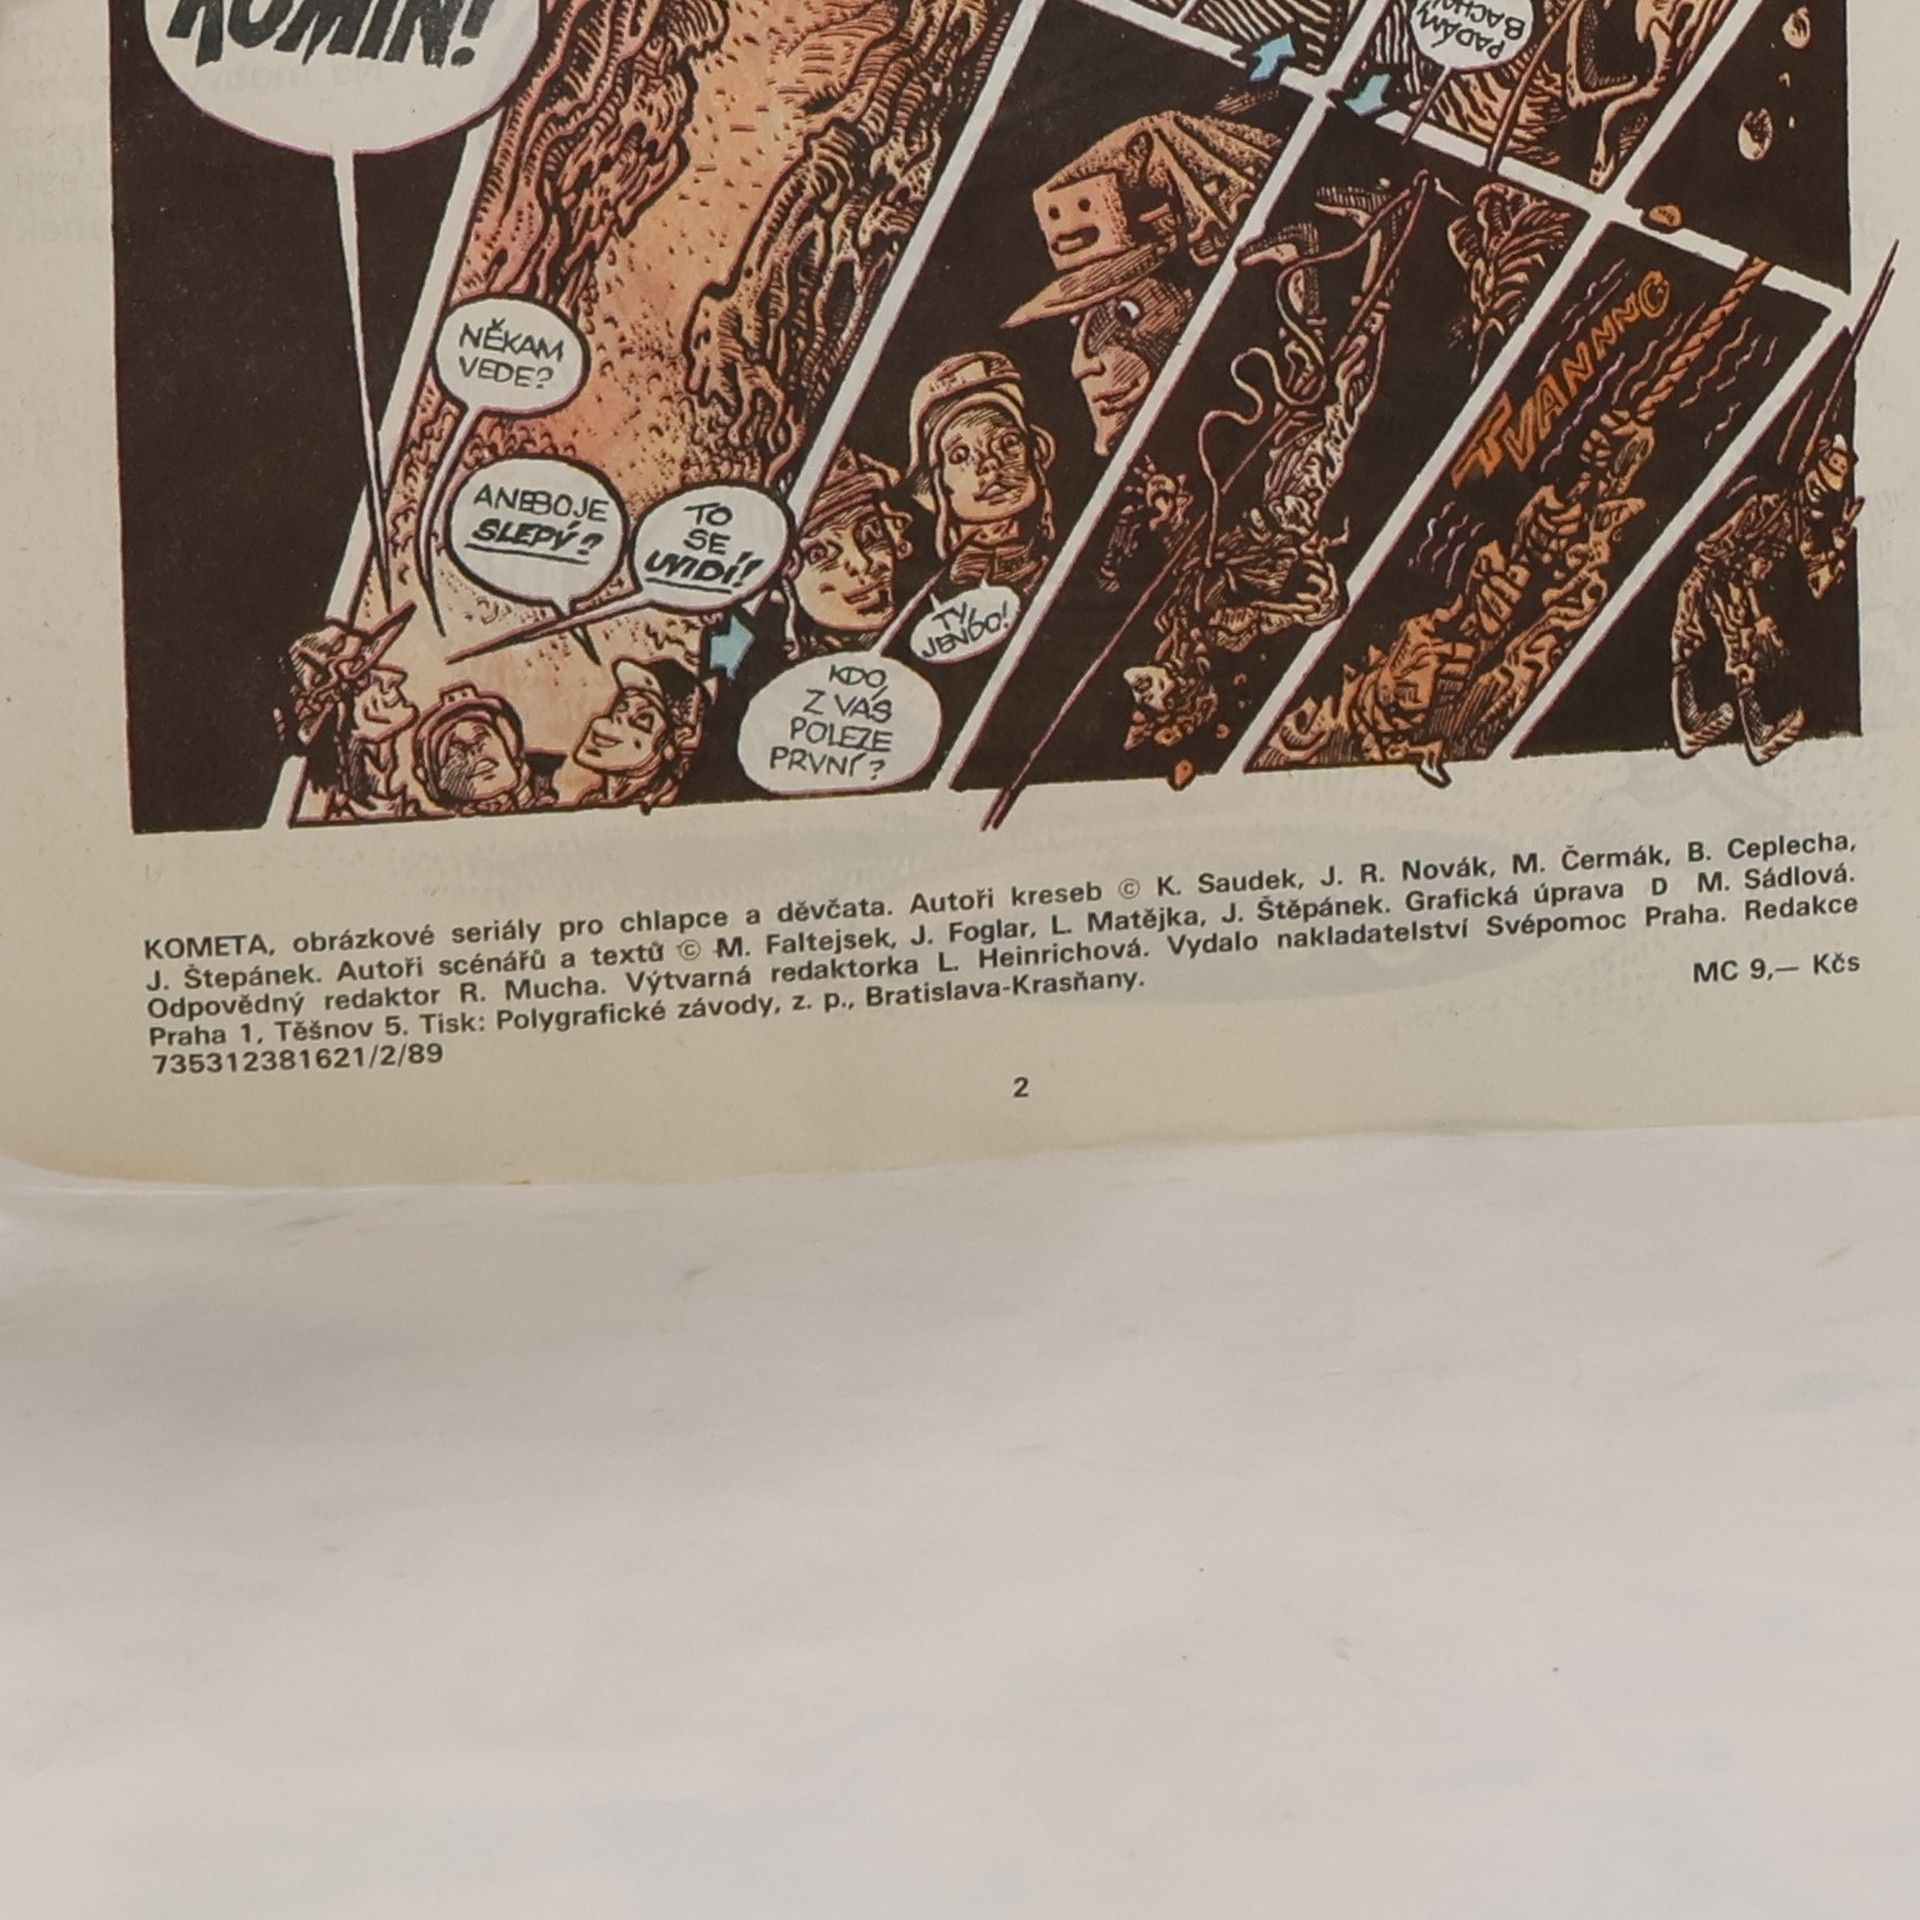 KOMÍN!
PADÁM
NĚKAM
VEDE?
ANEBO JE
SLEPÝ?
TO
SE
UVIDÍ!
KDO
Z VÁS
POLEZE
PRVNÍ?
TY,
JENDO!
TVANNNG
KOMETA, obrázkové seriály pro chlapce a děvčata. Autoři kreseb © K. Saudek, J. R. Novák, M. Čermák, B. Ceplecha,
J. Štepánek. Autoři scénářů a textů © M. Faltejsek, J. Foglar, L. Matějka, J. Štěpánek. Grafická úprava D M. Sádlová.
Odpovědný redaktor R. Mucha. Výtvarná redaktorka L. Heinrichová. Vydalo nakladatelství Svépomoc Praha. Redakce
Praha 1, Těšnov 5. Tisk: Polygrafické závody, z. p., Bratislava-Krasňany.
MC 9,— Kčs
735312381621/2/89
2